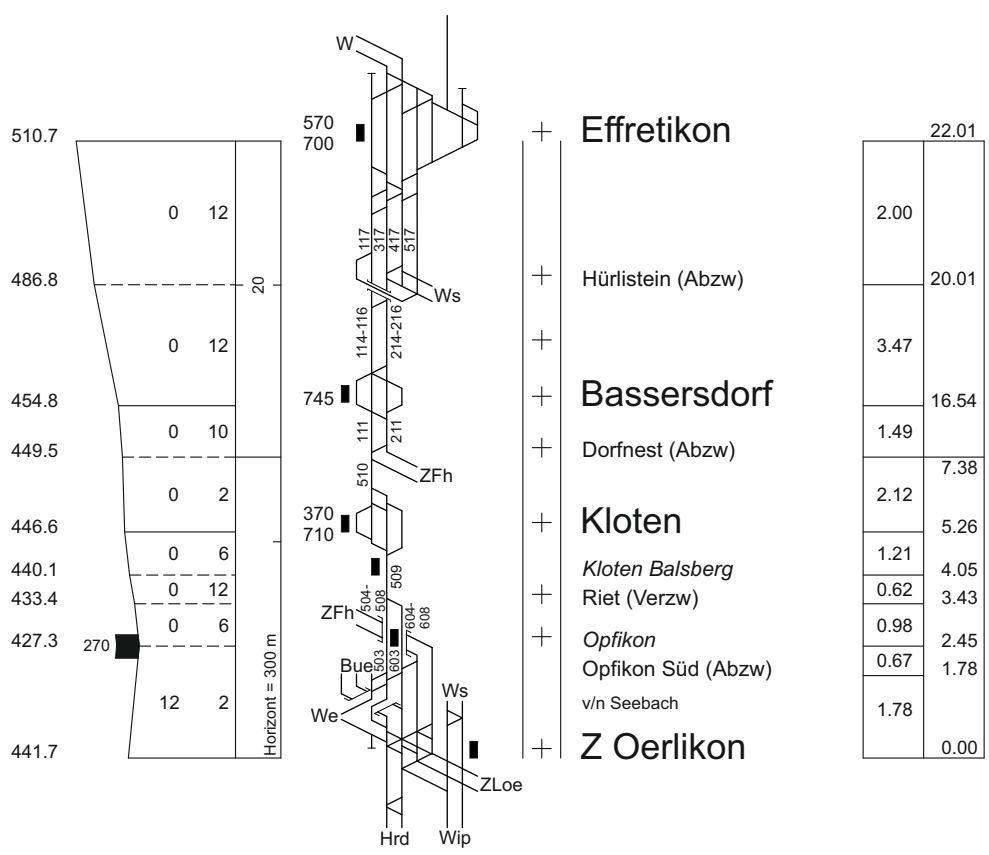 W
570
700
Effretikon
22.01
510.7
0 12
2.00
117
317
417
517
486.8
20
Hürlistein (Abzw)
20.01
Ws
114-116
214-216
0 12
3.47
454.8
745
Bassersdorf
16.54
0 10
111
211
1.49
449.5
Dorfnest (Abzw)
7.38
ZFh
510
0 2
2.12
446.6
370
710
Kloten
5.26
0 6
1.21
440.1
Kloten Balsberg
4.05
509
504-
508
0 12
0.62
433.4
Riet (Verzw)
3.43
ZFh
604-
608
0 6
0.98
427.3
270
Opfikon
2.45
503
603
0.67
Bue
Opfikon Süd (Abzw)
1.78
Ws
12 2
v/n Seebach
1.78
We
Horizont = 300 m
441.7
Z Oerlikon
0.00
ZLoe
Hrd
Wip